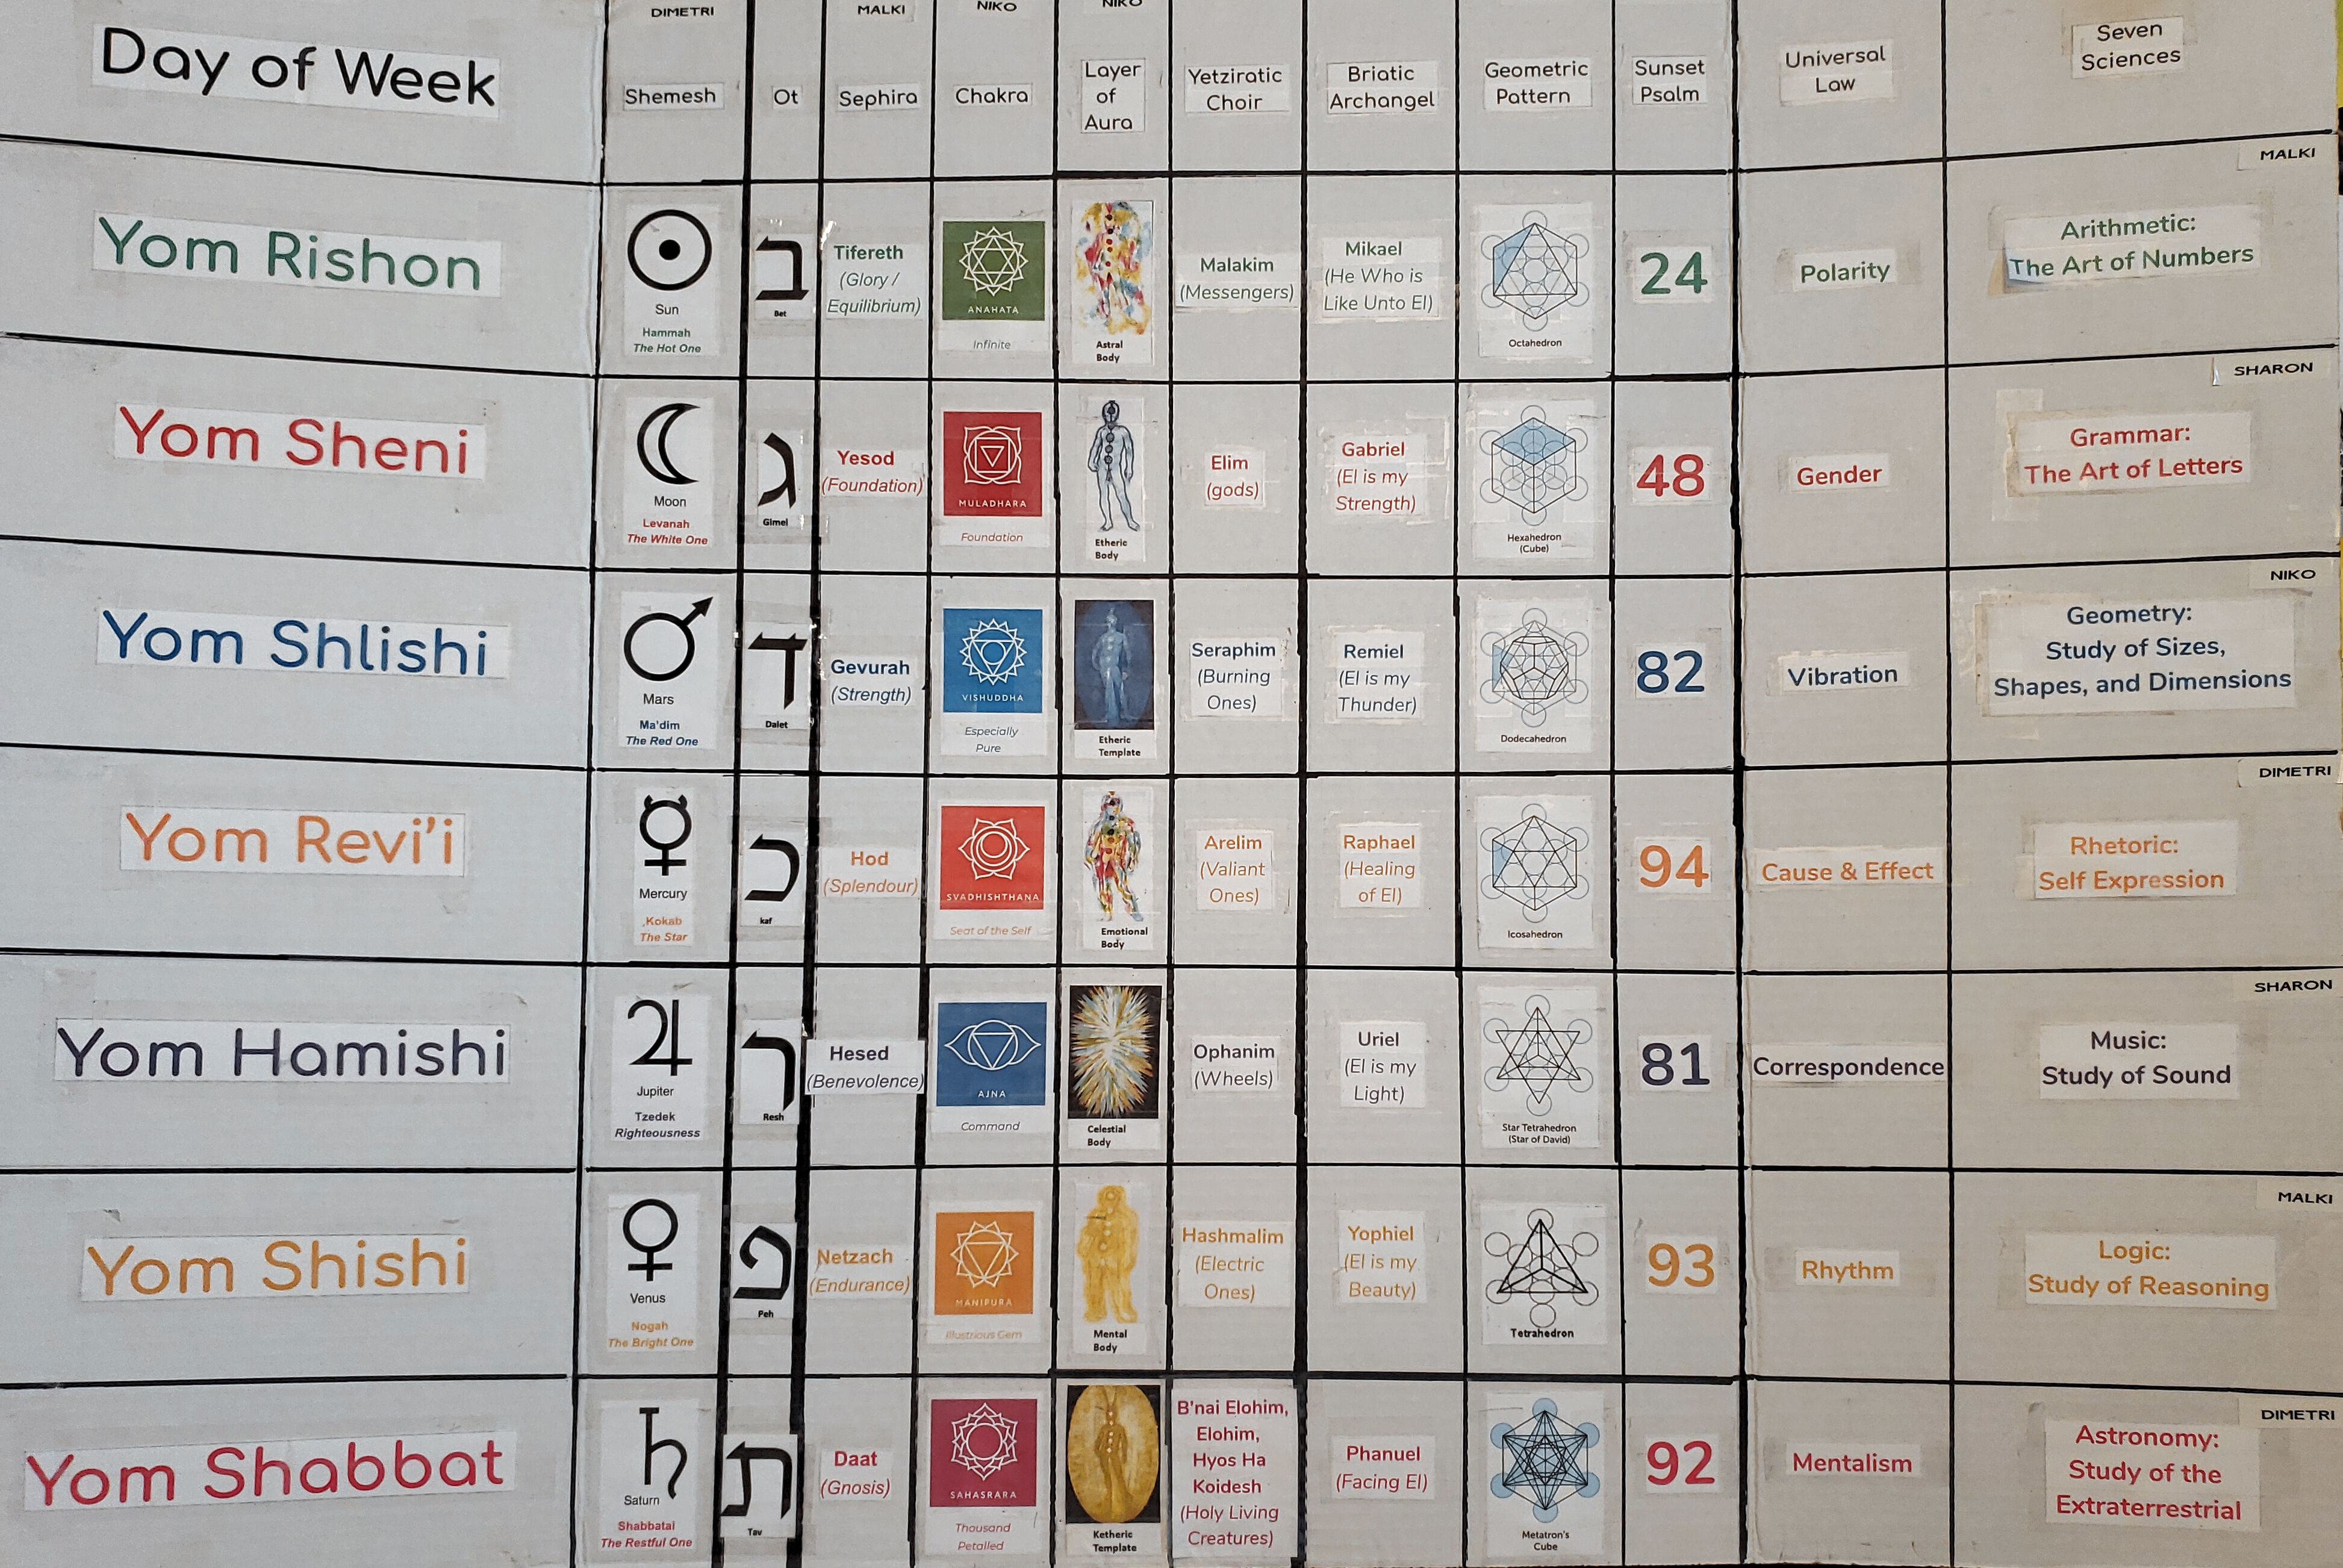 DIMETRI
MALKI
NIKO
NIKO
Day of Week
Shemesh
Ot
Sephira
Chakra
Layer
of
Aura
Yetziratic
Choir
Briatic
Archangel
Geometric
Pattern
Sunset
Psalm
Universal
Law
Seven
Sciences
Yom Rishon
Sun
Hammah
The Hot One
ב
Bet
Tifereth
(Glory /
Equilibrium)
ANAHATA
Infinite
Astral
Body
Malakim
(Messengers)
Mikael
(He Who is
Like Unto El)
Octahedron
24
Polarity
MALKI
Arithmetic:
The Art of Numbers
Yom Sheni
Moon
Levanah
The White One
ג
Gimel
Yesod
(Foundation)
MULADHARA
Foundation
Etheric
Body
Elim
(gods)
Gabriel
(El is my
Strength)
Hexahedron
(Cube)
48
Gender
SHARON
Grammar:
The Art of Letters
Yom Shlishi
Mars
Ma'dim
The Red One
ד
Dalet
Gevurah
(Strength)
VISHUDDHA
Especially
Pure
Etheric
Template
Seraphim
(Burning
Ones)
Remiel
(El is my
Thunder)
Dodecahedron
82
Vibration
NIKO
Geometry:
Study of Sizes,
Shapes, and Dimensions
Yom Revi'i
Mercury
Kokab
The Star
כ
kaf
Hod
(Splendour)
SVADHISHTHANA
Seat of the Self
Emotional
Body
Arelim
(Valiant
Ones)
Raphael
(Healing
of El)
Icosahedron
94
Cause & Effect
DIMETRI
Rhetoric:
Self Expression
Yom Hamishi
Jupiter
Tzedek
Righteousness
ר
Resh
Hesed
(Benevolence)
AJNA
Command
Celestial
Body
Ophanim
(Wheels)
Uriel
(El is my
Light)
Star Tetrahedron
(Star of David)
81
Correspondence
SHARON
Music:
Study of Sound
Yom Shishi
Venus
Nogah
The Bright One
פ
Peh
Netzach
(Endurance)
MANIPURA
Illustrious Gem
Mental
Body
Hashmalim
(Electric
Ones)
Yophiel
(El is my
Beauty)
Tetrahedron
93
Rhythm
MALKI
Logic:
Study of Reasoning
Yom Shabbat
Saturn
Shabbatai
The Restful One
ת
Tav
Daat
(Gnosis)
SAHASRARA
Thousand
Petalled
Ketheric
Template
B'nai Elohim,
Elohim,
Hyos Ha
Koidesh
(Holy Living
Creatures)
Phanuel
(Facing El)
Metatron's
Cube
92
Mentalism
DIMETRI
Astronomy:
Study of the
Extraterrestrial